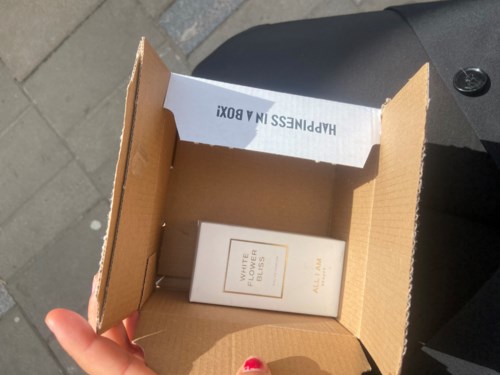 HAPPINESS IN A BOX!
WHITE
FLOWER
BLISS
ALL I AM